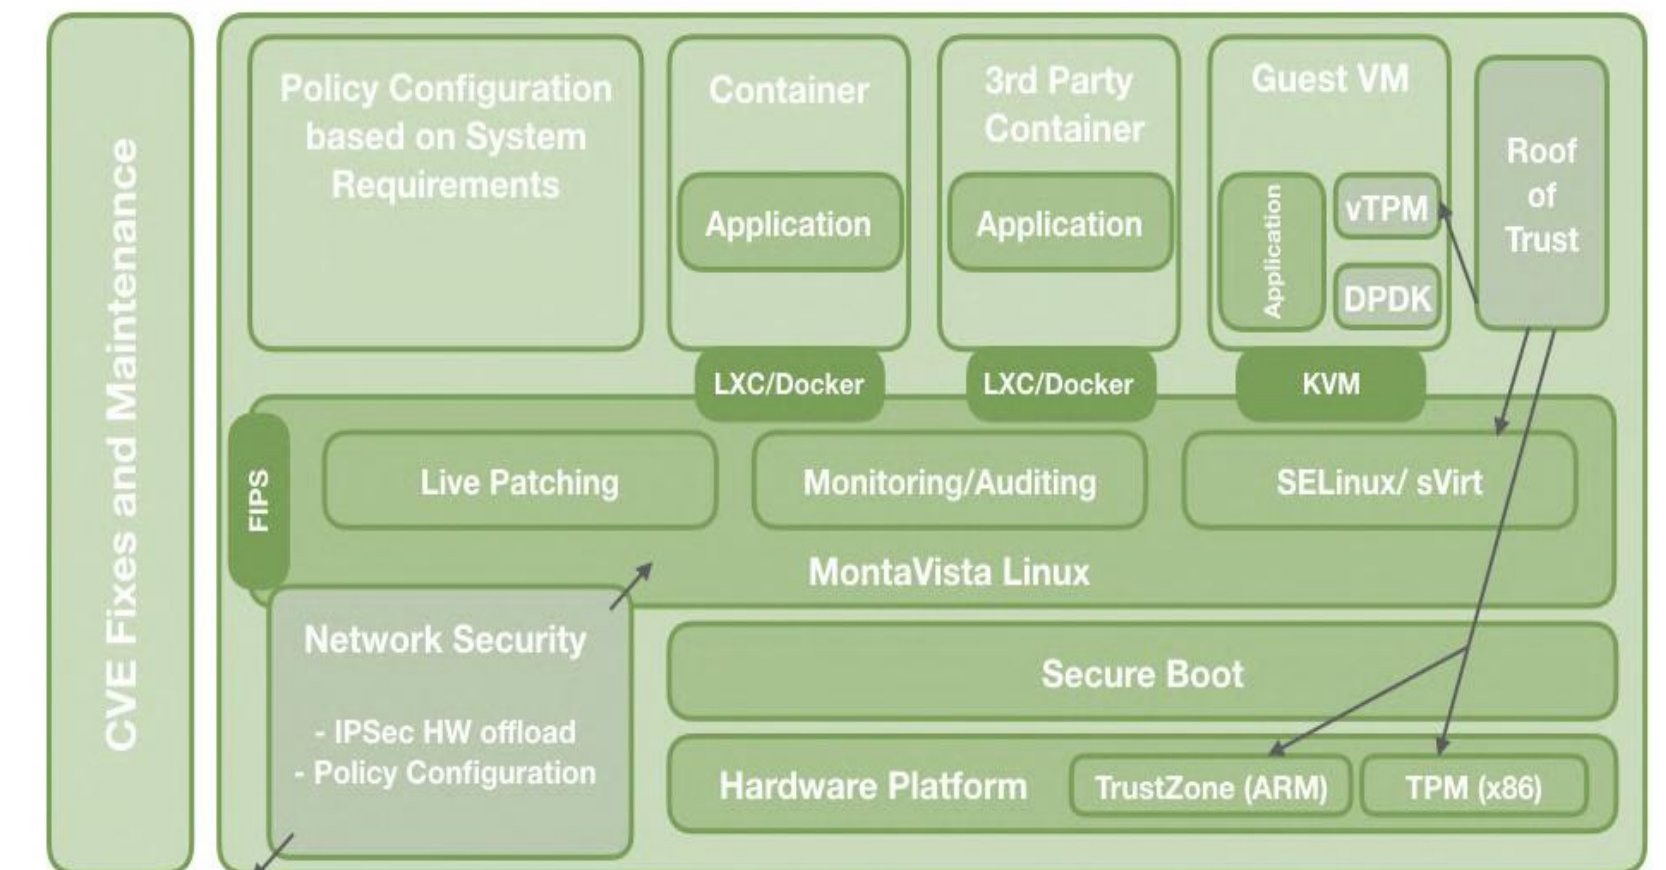 CVE Fixes and Maintenance
Policy Configuration
based on System
Requirements
Container
Application
LXC/Docker
3rd Party
Container
Application
LXC/Docker
Guest VM
Application
vTPM
DPDK
KVM
Roof
of
Trust
FIPS
Live Patching
Monitoring/Auditing
SELinux/ sVirt
MontaVista Linux
Network Security
- IPSec HW offload
- Policy Configuration
Secure Boot
Hardware Platform
TrustZone (ARM)
TPM (x86)